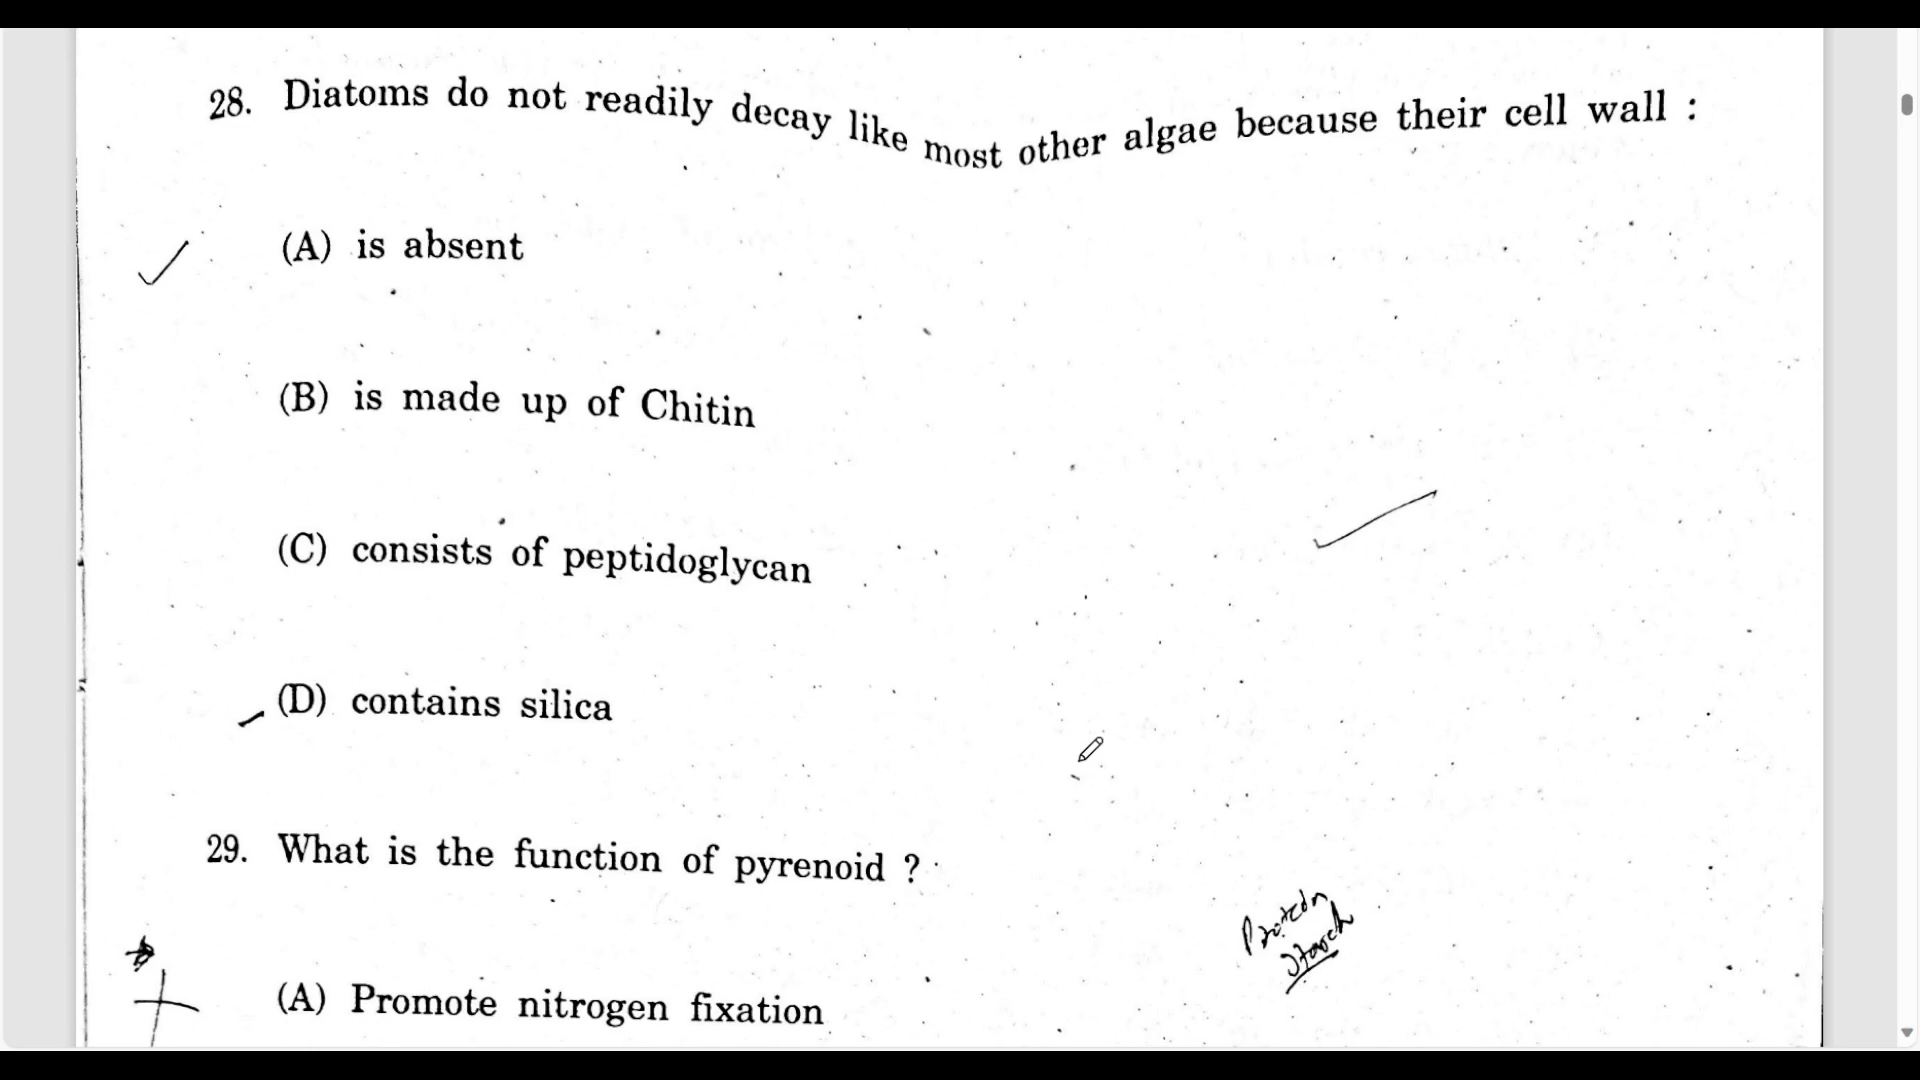 28. Diatoms do not readily decay like most other algae because their cell wall :
(A) is absent
(B) is made up of Chitin
(C) consists of peptidoglycan
(D) contains silica
29. What is the function of pyrenoid ?
Protein
Starch
(A) Promote nitrogen fixation